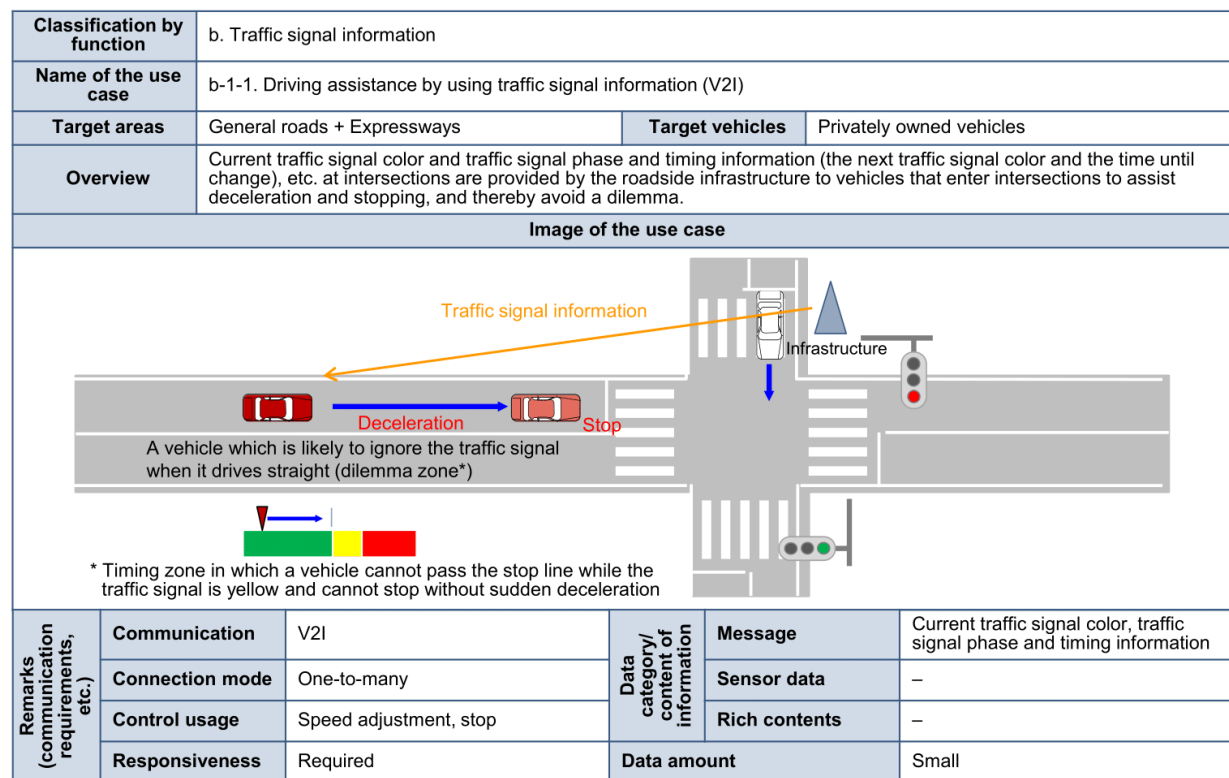 Classification by
function
b. Traffic signal information
Name of the use
case
b-1-1. Driving assistance by using traffic signal information (V2I)
Target areas
General roads + Expressways
Target vehicles
Privately owned vehicles
Overview
Current traffic signal color and traffic signal phase and timing information (the next traffic signal color and the time until
change), etc. at intersections are provided by the roadside infrastructure to vehicles that enter intersections to assist
deceleration and stopping, and thereby avoid a dilemma.
Image of the use case
Traffic signal information
Infrastructure
Deceleration
Stop
A vehicle which is likely to ignore the traffic signal
when it drives straight (dilemma zone*)
* Timing zone in which a vehicle cannot pass the stop line while the
traffic signal is yellow and cannot stop without sudden deceleration
Remarks
(communication
requirements,
etc.)
Communication
V2I
Connection mode
One-to-many
Control usage
Speed adjustment, stop
Responsiveness
Required
Data
category/
content of
information
Message
Current traffic signal color, traffic
signal phase and timing information
Sensor data
–
Rich contents
–
Data amount
Small